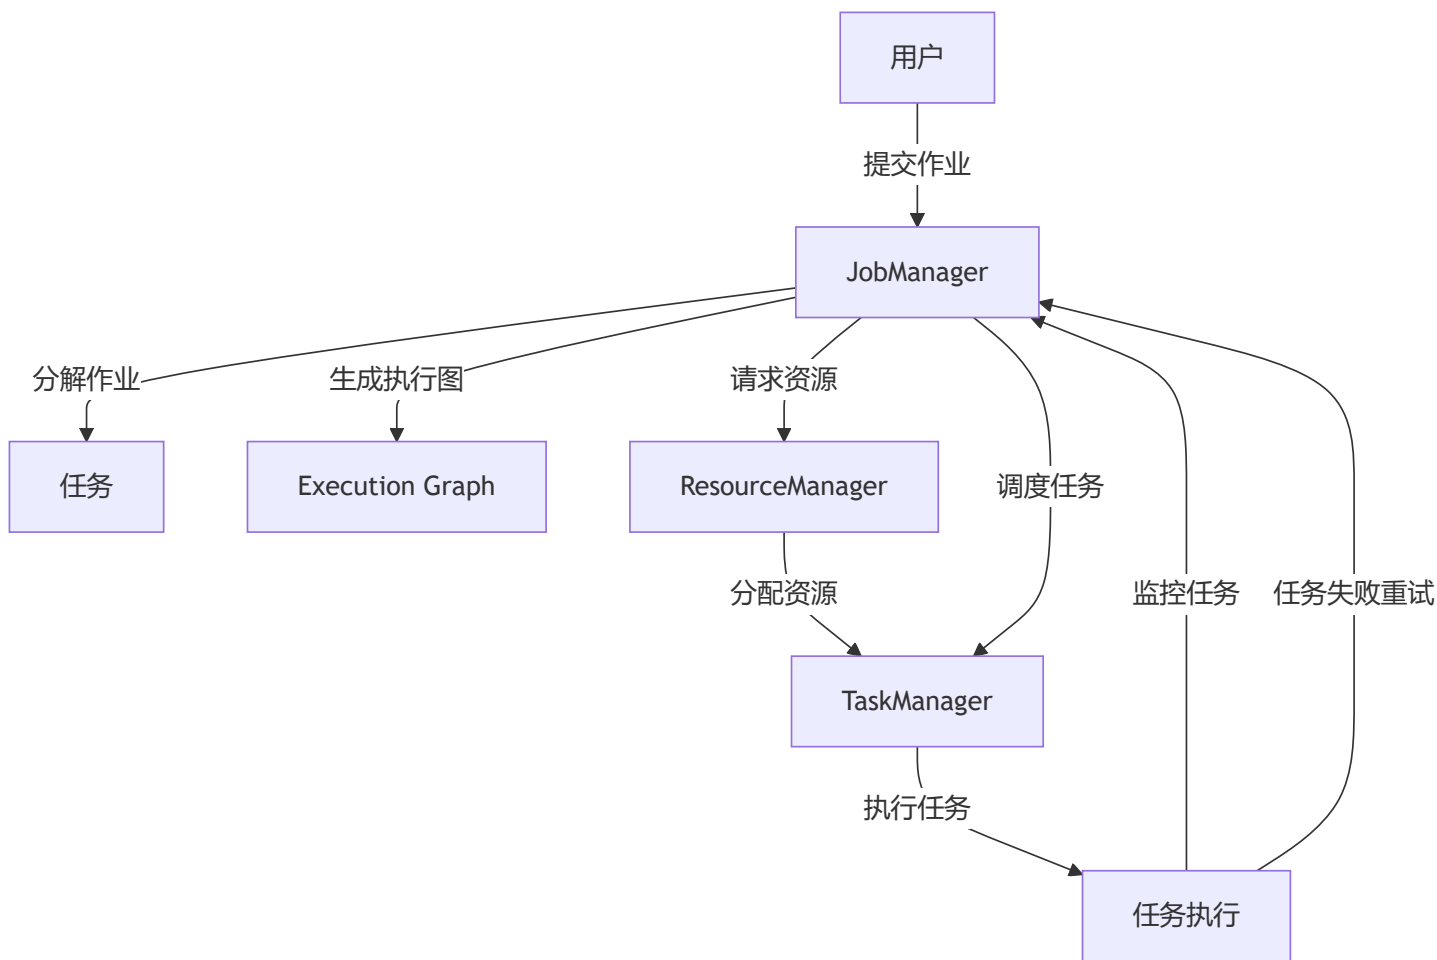 用户
提交作业
JobManager
分解作业
生成执行图
请求资源
任务
Execution Graph
ResourceManager
调度任务
分配资源
监控任务
任务失败重试
TaskManager
执行任务
任务执行